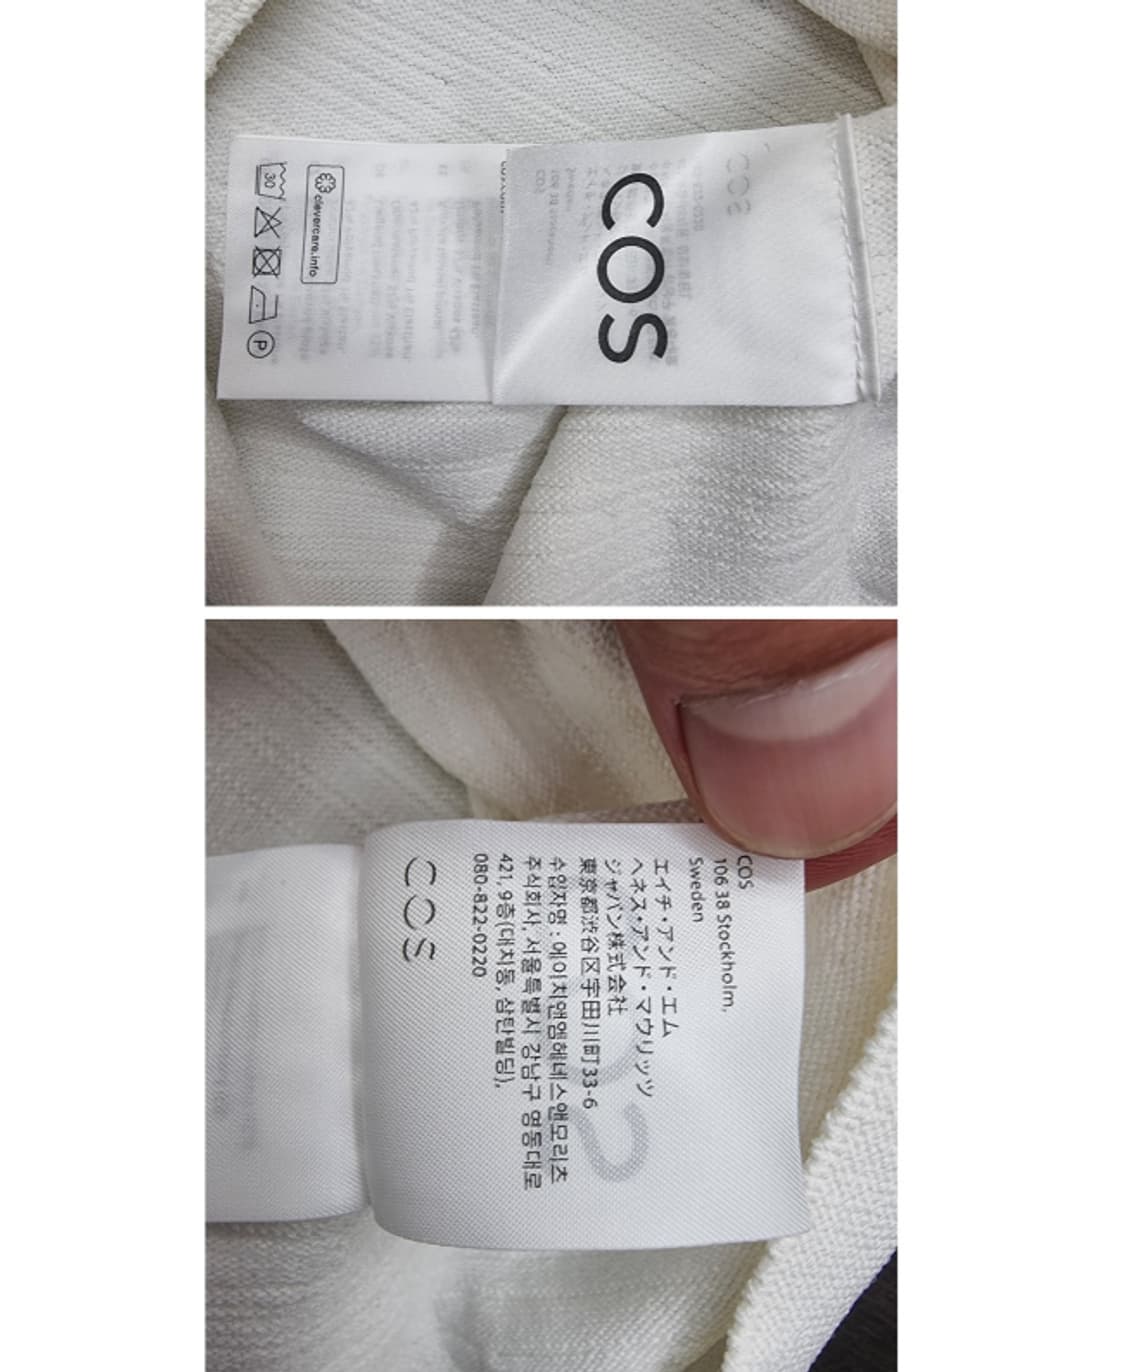 30
clevercare.info
P
COS
COS
106 38 Stockholm,
Sweden
エイチ・アンド・エム
ヘネス・アンド・マウリッツ
ジャパン株式会社
東京都渋谷区宇田川町33-6
수입자명 : 에이치앤엠헤네스앤모리츠
주식회사, 서울특별시 강남구 영동대로
421, 9층(대치동, 삼탄빌딩),
080-822-0220
COS